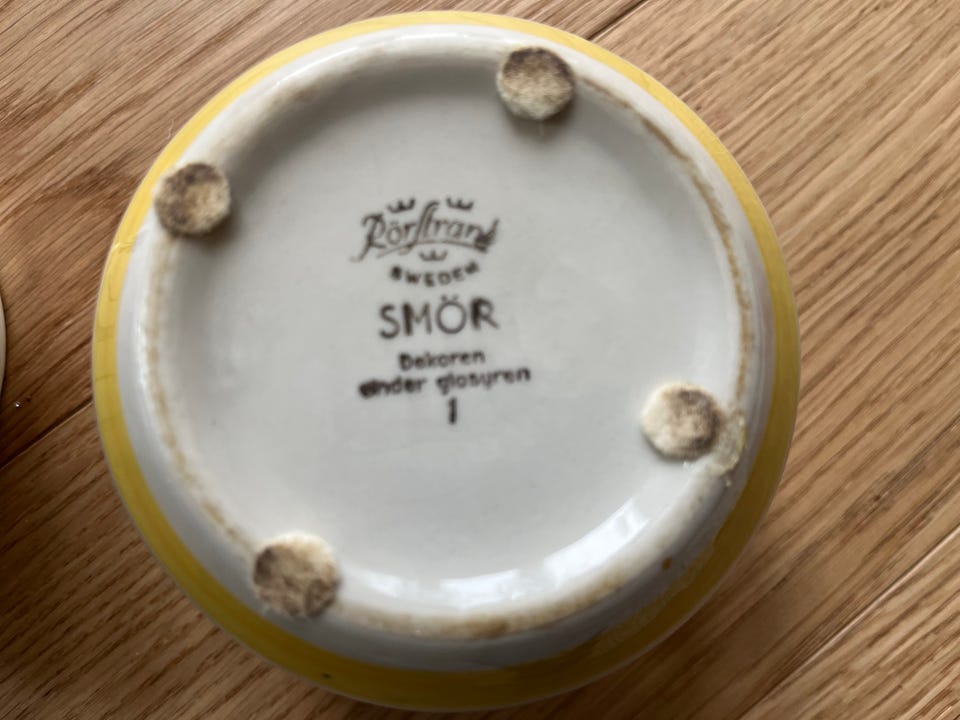 Rörstrand
SWEDEN
SMÖR
Dekoren
under glasyren
1